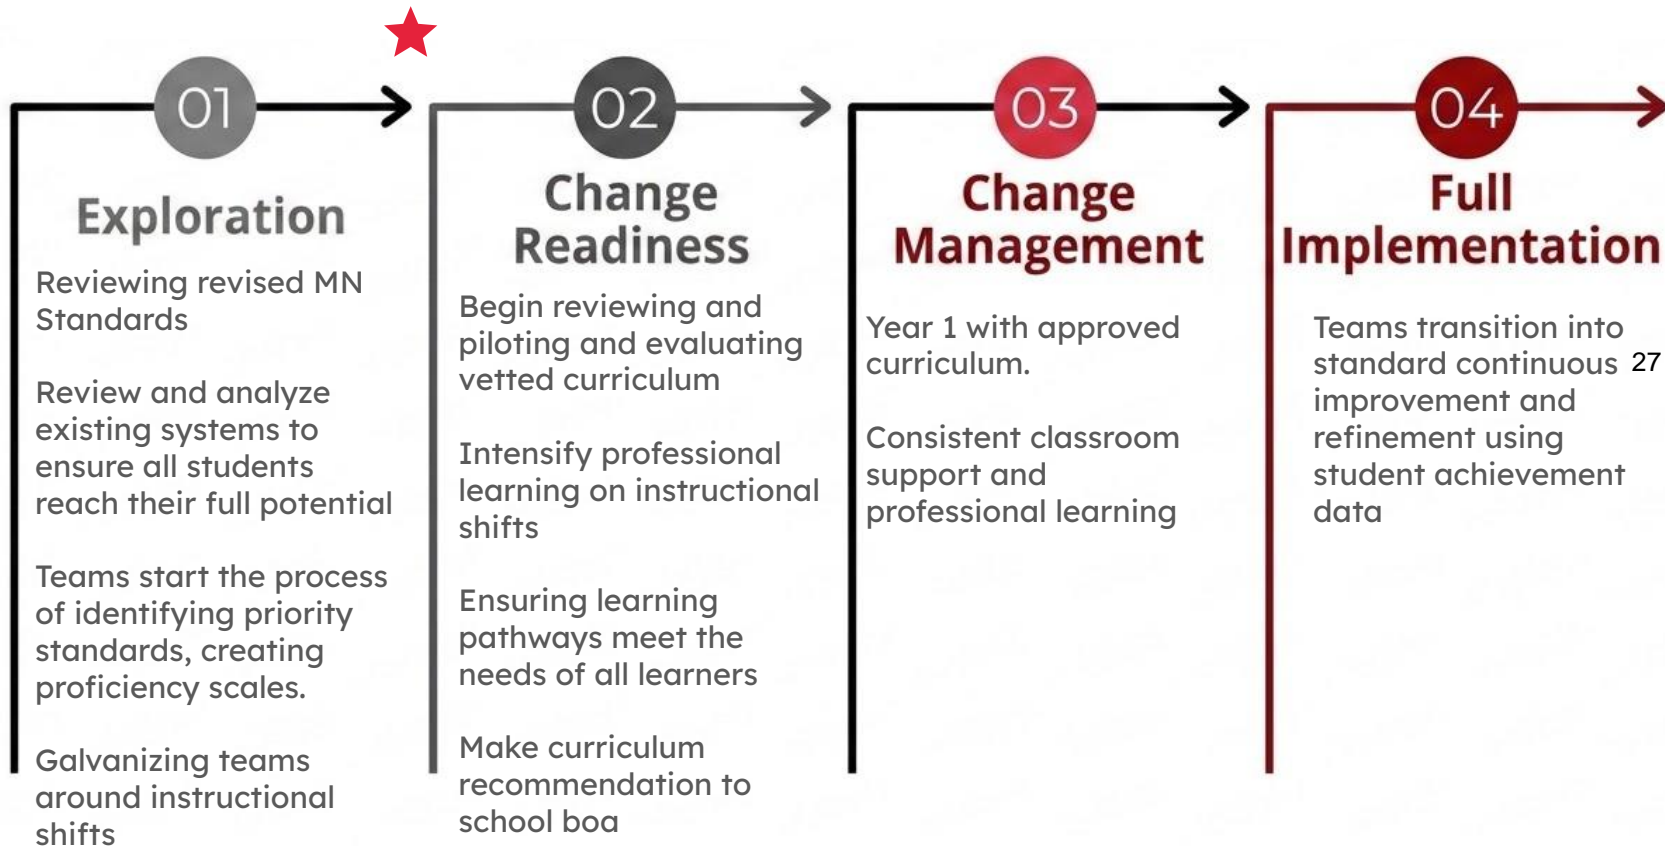 01
Exploration
Reviewing revised MN
Standards
Review and analyze
existing systems to
ensure all students
reach their full potential
Teams start the process
of identifying priority
standards, creating
proficiency scales.
Galvanizing teams
around instructional
shifts
02
Change
Readiness
Begin reviewing and
piloting and evaluating
vetted curriculum
Intensify professional
learning on instructional
shifts
Ensuring learning
pathways meet the
needs of all learners
Make curriculum
recommendation to
school boa
03
Change
Management
Year 1 with approved
curriculum.
Consistent classroom
support and
professional learning
04
Full
Implementation
Teams transition into
standard continuous
improvement and
refinement using
student achievement
data
27